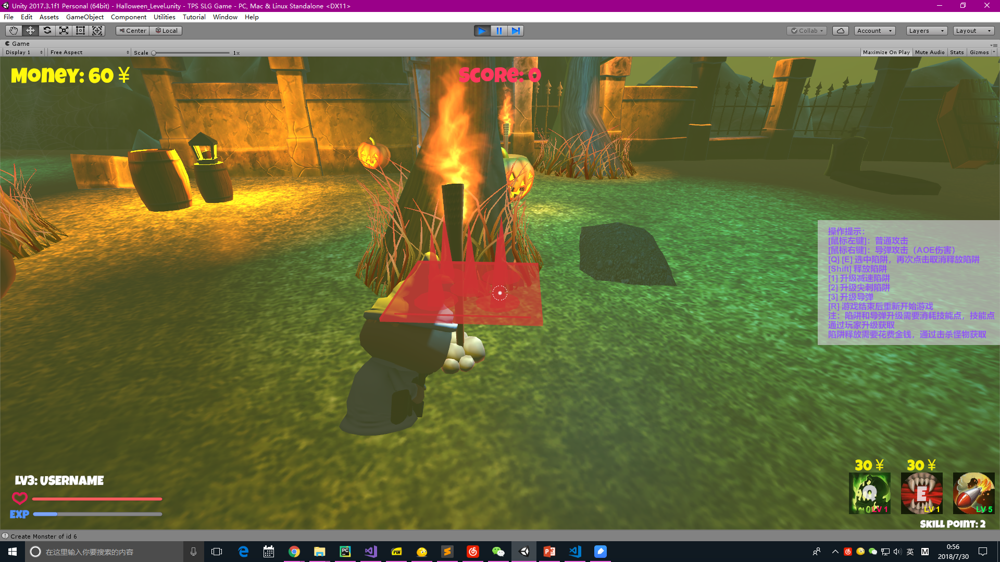 Unity 2017.3.1f1 Personal (64bit) - Halloween_Level.unity - TPS SLG Game - PC, Mac & Linux Standalone <DX11>
File Edit Assets GameObject Component Utilities Tutorial Window Help
Center Local Collab Account Layers Layout
Game
Display 1 Free Aspect Scale 1x Maximize On Play Mute Audio Stats Gizmos
Money: 60 ¥
Score: 0
操作提示：
[鼠标左键]：普通攻击
[鼠标右键]：导弹攻击（AOE伤害）
[Q] [E] 选中陷阱，再次点击取消释放陷阱
[Shift] 释放陷阱
[1] 升级减速陷阱
[2] 升级尖刺陷阱
[3] 升级导弹
[R] 游戏结束后重新开始游戏
注：陷阱和导弹升级需要消耗技能点，技能点
通过玩家升级获取
陷阱释放需要花费金钱，通过击杀怪物获取
LV3: USERNAME
EXP
30 ¥ 30 ¥
Q E
LV 1 LV 1 LV 5
SKILL POINT: 2
Create Monster of id 6
在这里输入你要搜索的内容
PC
PDF
英 M
0:56
2018/7/30